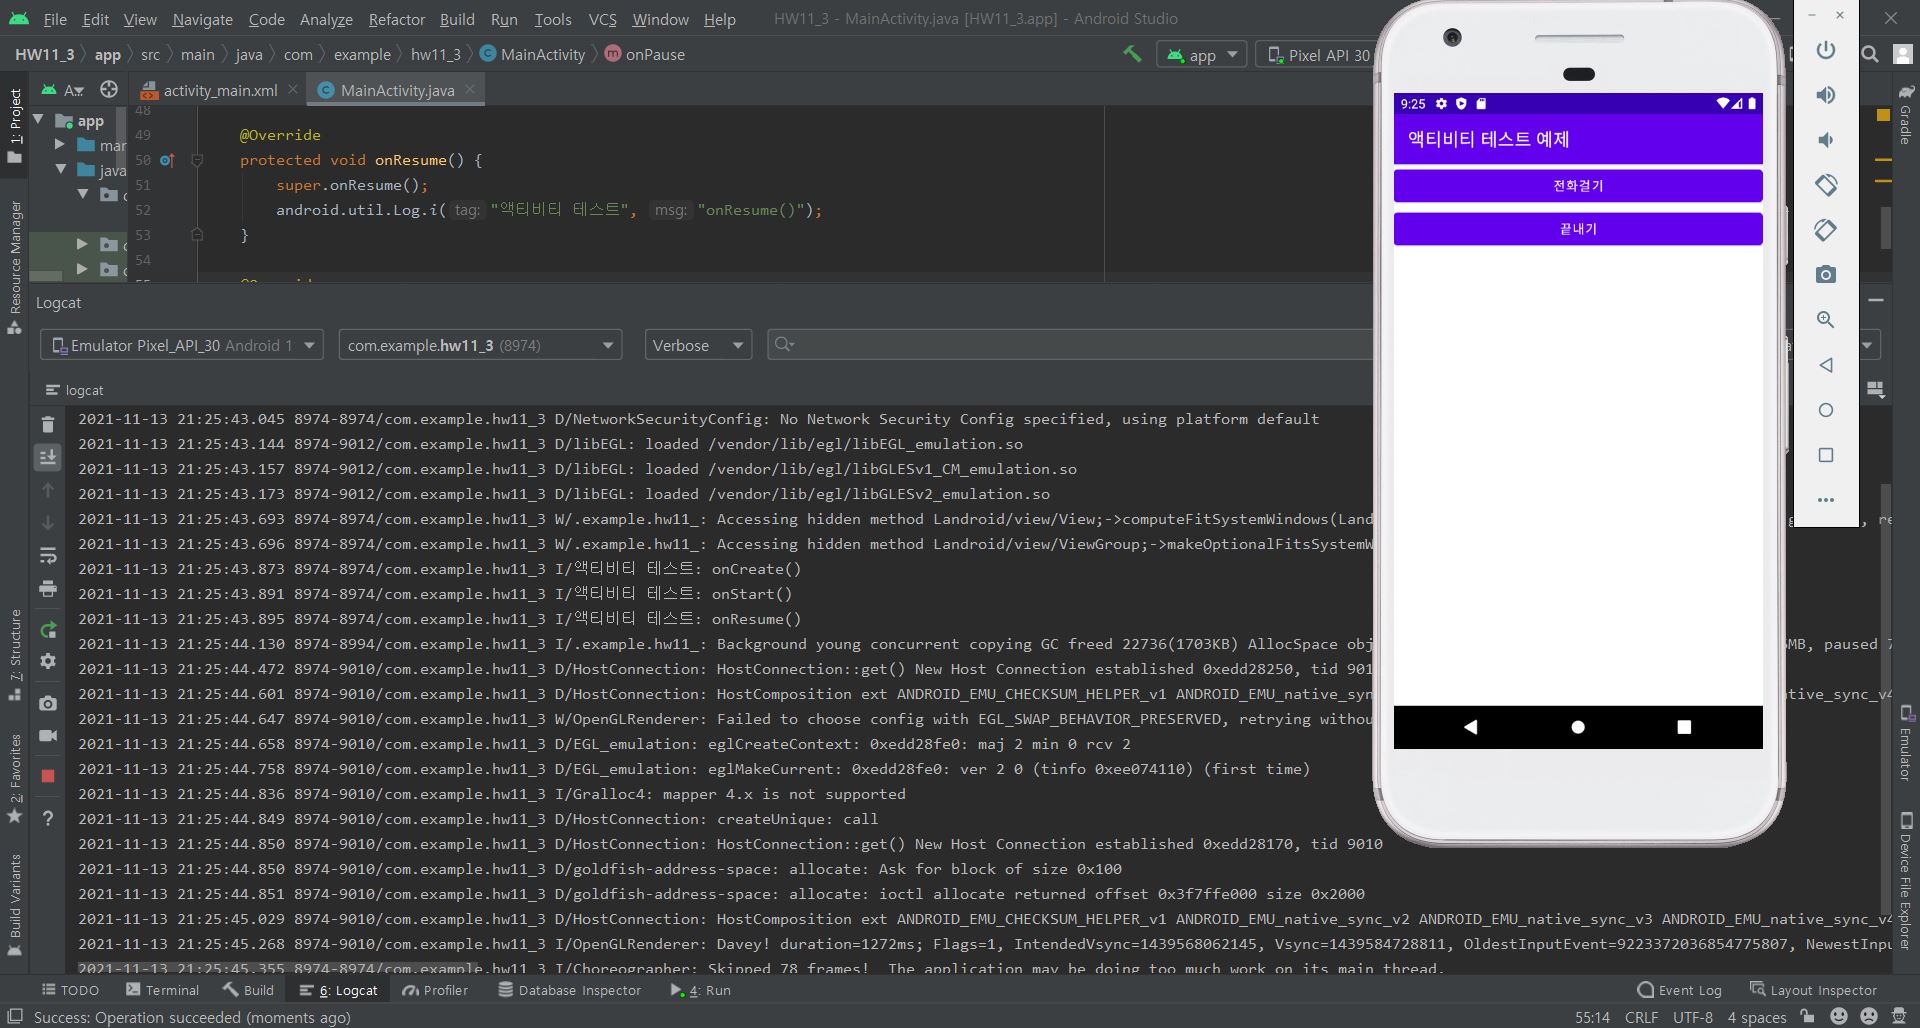 File Edit View Navigate Code Analyze Refactor Build Run Tools VCS Window Help HW11_3 - MainActivity.java [HW11_3.app] - Android Studio
HW11_3 app src main java com example hw11_3 MainActivity onPause app Pixel API 30
A... activity_main.xml MainActivity.java
1: Project
Resource Manager
7: Structure
2: Favorites
Build Variants
Gradle
Emulator
Device File Explorer
app
mar
java
48
49 @Override
50 protected void onResume() {
51 super.onResume();
52 android.util.Log.i( tag: "액티비티 테스트", msg: "onResume()");
53 }
54
Logcat
Emulator Pixel_API_30 Android 1 com.example.hw11_3 (8974) Verbose
logcat
2021-11-13 21:25:43.045 8974-8974/com.example.hw11_3 D/NetworkSecurityConfig: No Network Security Config specified, using platform default
2021-11-13 21:25:43.144 8974-9012/com.example.hw11_3 D/libEGL: loaded /vendor/lib/egl/libEGL_emulation.so
2021-11-13 21:25:43.157 8974-9012/com.example.hw11_3 D/libEGL: loaded /vendor/lib/egl/libGLESv1_CM_emulation.so
2021-11-13 21:25:43.173 8974-9012/com.example.hw11_3 D/libEGL: loaded /vendor/lib/egl/libGLESv2_emulation.so
2021-11-13 21:25:43.693 8974-8974/com.example.hw11_3 W/.example.hw11_: Accessing hidden method Landroid/view/View;->computeFitSystemWindows(Land g , re
2021-11-13 21:25:43.696 8974-8974/com.example.hw11_3 W/.example.hw11_: Accessing hidden method Landroid/view/ViewGroup;->makeOptionalFitsSystemW
2021-11-13 21:25:43.873 8974-8974/com.example.hw11_3 I/액티비티 테스트: onCreate()
2021-11-13 21:25:43.891 8974-8974/com.example.hw11_3 I/액티비티 테스트: onStart()
2021-11-13 21:25:43.895 8974-8974/com.example.hw11_3 I/액티비티 테스트: onResume()
2021-11-13 21:25:44.130 8974-8994/com.example.hw11_3 I/.example.hw11_: Background young concurrent copying GC freed 22736(1703KB) AllocSpace obj MB, paused 7
2021-11-13 21:25:44.472 8974-9010/com.example.hw11_3 D/HostConnection: HostConnection::get() New Host Connection established 0xedd28250, tid 901
2021-11-13 21:25:44.601 8974-9010/com.example.hw11_3 D/HostConnection: HostComposition ext ANDROID_EMU_CHECKSUM_HELPER_v1 ANDROID_EMU_native_syn tive_sync_v4
2021-11-13 21:25:44.647 8974-9010/com.example.hw11_3 W/OpenGLRenderer: Failed to choose config with EGL_SWAP_BEHAVIOR_PRESERVED, retrying withou
2021-11-13 21:25:44.658 8974-9010/com.example.hw11_3 D/EGL_emulation: eglCreateContext: 0xedd28fe0: maj 2 min 0 rcv 2
2021-11-13 21:25:44.758 8974-9010/com.example.hw11_3 D/EGL_emulation: eglMakeCurrent: 0xedd28fe0: ver 2 0 (tinfo 0xee074110) (first time)
2021-11-13 21:25:44.836 8974-9010/com.example.hw11_3 I/Gralloc4: mapper 4.x is not supported
2021-11-13 21:25:44.849 8974-9010/com.example.hw11_3 D/HostConnection: createUnique: call
2021-11-13 21:25:44.850 8974-9010/com.example.hw11_3 D/HostConnection: HostConnection::get() New Host Connection established 0xedd28170, tid 9010
2021-11-13 21:25:44.850 8974-9010/com.example.hw11_3 D/goldfish-address-space: allocate: Ask for block of size 0x100
2021-11-13 21:25:44.851 8974-9010/com.example.hw11_3 D/goldfish-address-space: allocate: ioctl allocate returned offset 0x3f7ffe000 size 0x2000
2021-11-13 21:25:45.029 8974-9010/com.example.hw11_3 D/HostConnection: HostComposition ext ANDROID_EMU_CHECKSUM_HELPER_v1 ANDROID_EMU_native_sync_v2 ANDROID_EMU_native_sync_v3 ANDROID_EMU_native_sync_v4
2021-11-13 21:25:45.268 8974-9010/com.example.hw11_3 I/OpenGLRenderer: Davey! duration=1272ms; Flags=1, IntendedVsync=1439568062145, Vsync=1439584728811, OldestInputEvent=9223372036854775807, NewestInpu
2021-11-13 21:25:45.355 8974-8974/com.example.hw11_3 I/Choreographer: Skipped 78 frames! The application may be doing too much work on its main thread.
9:25
액티비티 테스트 예제
전화걸기
끝내기
TODO Terminal Build 6: Logcat Profiler Database Inspector 4: Run Event Log Layout Inspector
Success: Operation succeeded (moments ago) 55:14 CRLF UTF-8 4 spaces